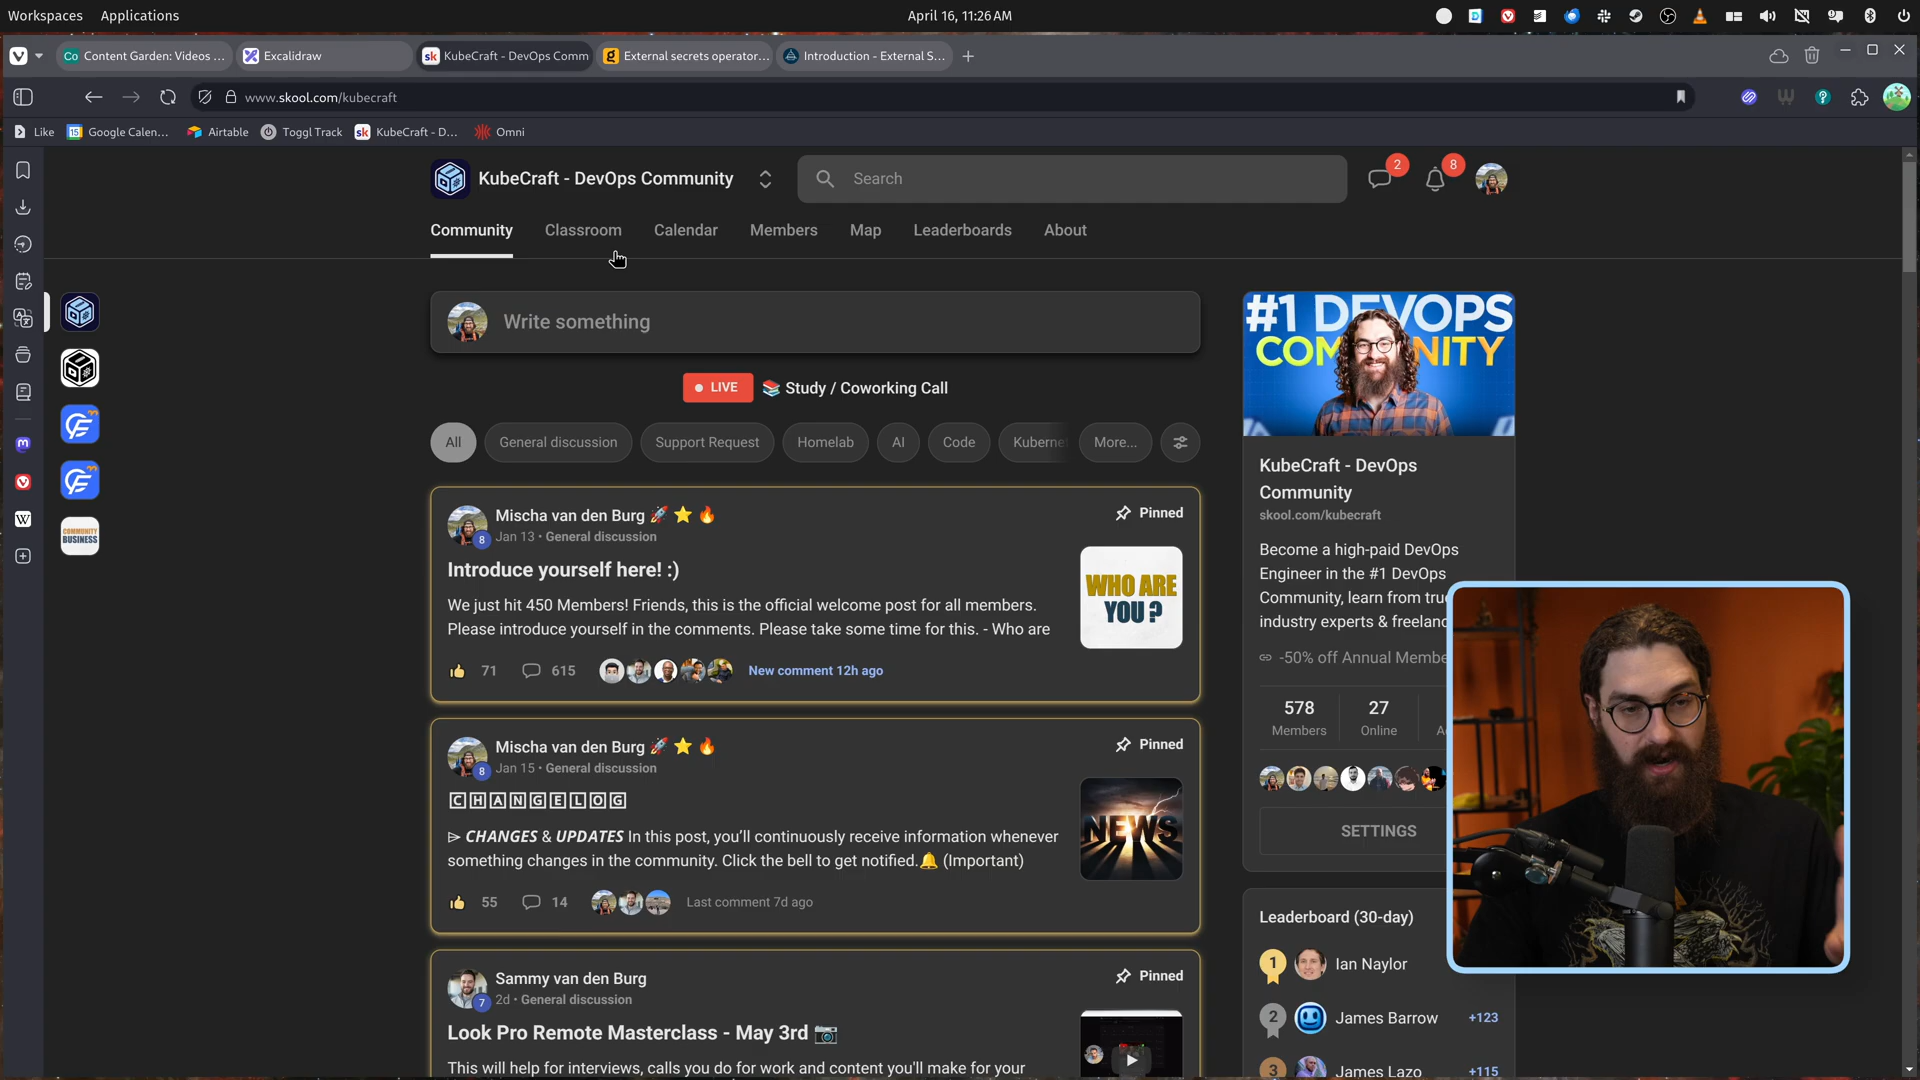 Workspaces Applications
April 16, 11:26 AM
Content Garden: Videos ...
Excalidraw
KubeCraft - DevOps Comm
External secrets operator...
Introduction - External S...
www.skool.com/kubecraft
Like
Google Calen...
Airtable
Toggl Track
KubeCraft - D...
Omni
KubeCraft - DevOps Community
Search
2
8
Community Classroom Calendar Members Map Leaderboards About
Write something
LIVE
📚 Study / Coworking Call
All
General discussion
Support Request
Homelab
AI
Code
Kubernet
More...
COMMUNITY
BUSINESS
Mischa van den Burg 🚀 ⭐ 🔥
8
Jan 13 • General discussion
Pinned
Introduce yourself here! :)
We just hit 450 Members! Friends, this is the official welcome post for all members.
Please introduce yourself in the comments. Please take some time for this. - Who are
71
615
New comment 12h ago
WHO ARE
YOU ?
Mischa van den Burg 🚀 ⭐ 🔥
8
Jan 15 • General discussion
Pinned
🄲🄷🄰🄽🄶🄴🄻🄾🄶
⌲ CHANGES & UPDATES In this post, you'll continuously receive information whenever
something changes in the community. Click the bell to get notified.🔔 (Important)
55
14
Last comment 7d ago
NEWS
Sammy van den Burg
7
2d • General discussion
Pinned
Look Pro Remote Masterclass - May 3rd 📷
This will help for interviews, calls you do for work and content you'll make for your
#1 DEVOPS
COM NITY
KubeCraft - DevOps
Community
skool.com/kubecraft
Become a high-paid DevOps
Engineer in the #1 DevOps
Community, learn from tru
industry experts & freelanc
-50% off Annual Membe
578
Members
27
Online
SETTINGS
Leaderboard (30-day)
1
Ian Naylor
2
James Barrow
+123
3
James Lazo
+115